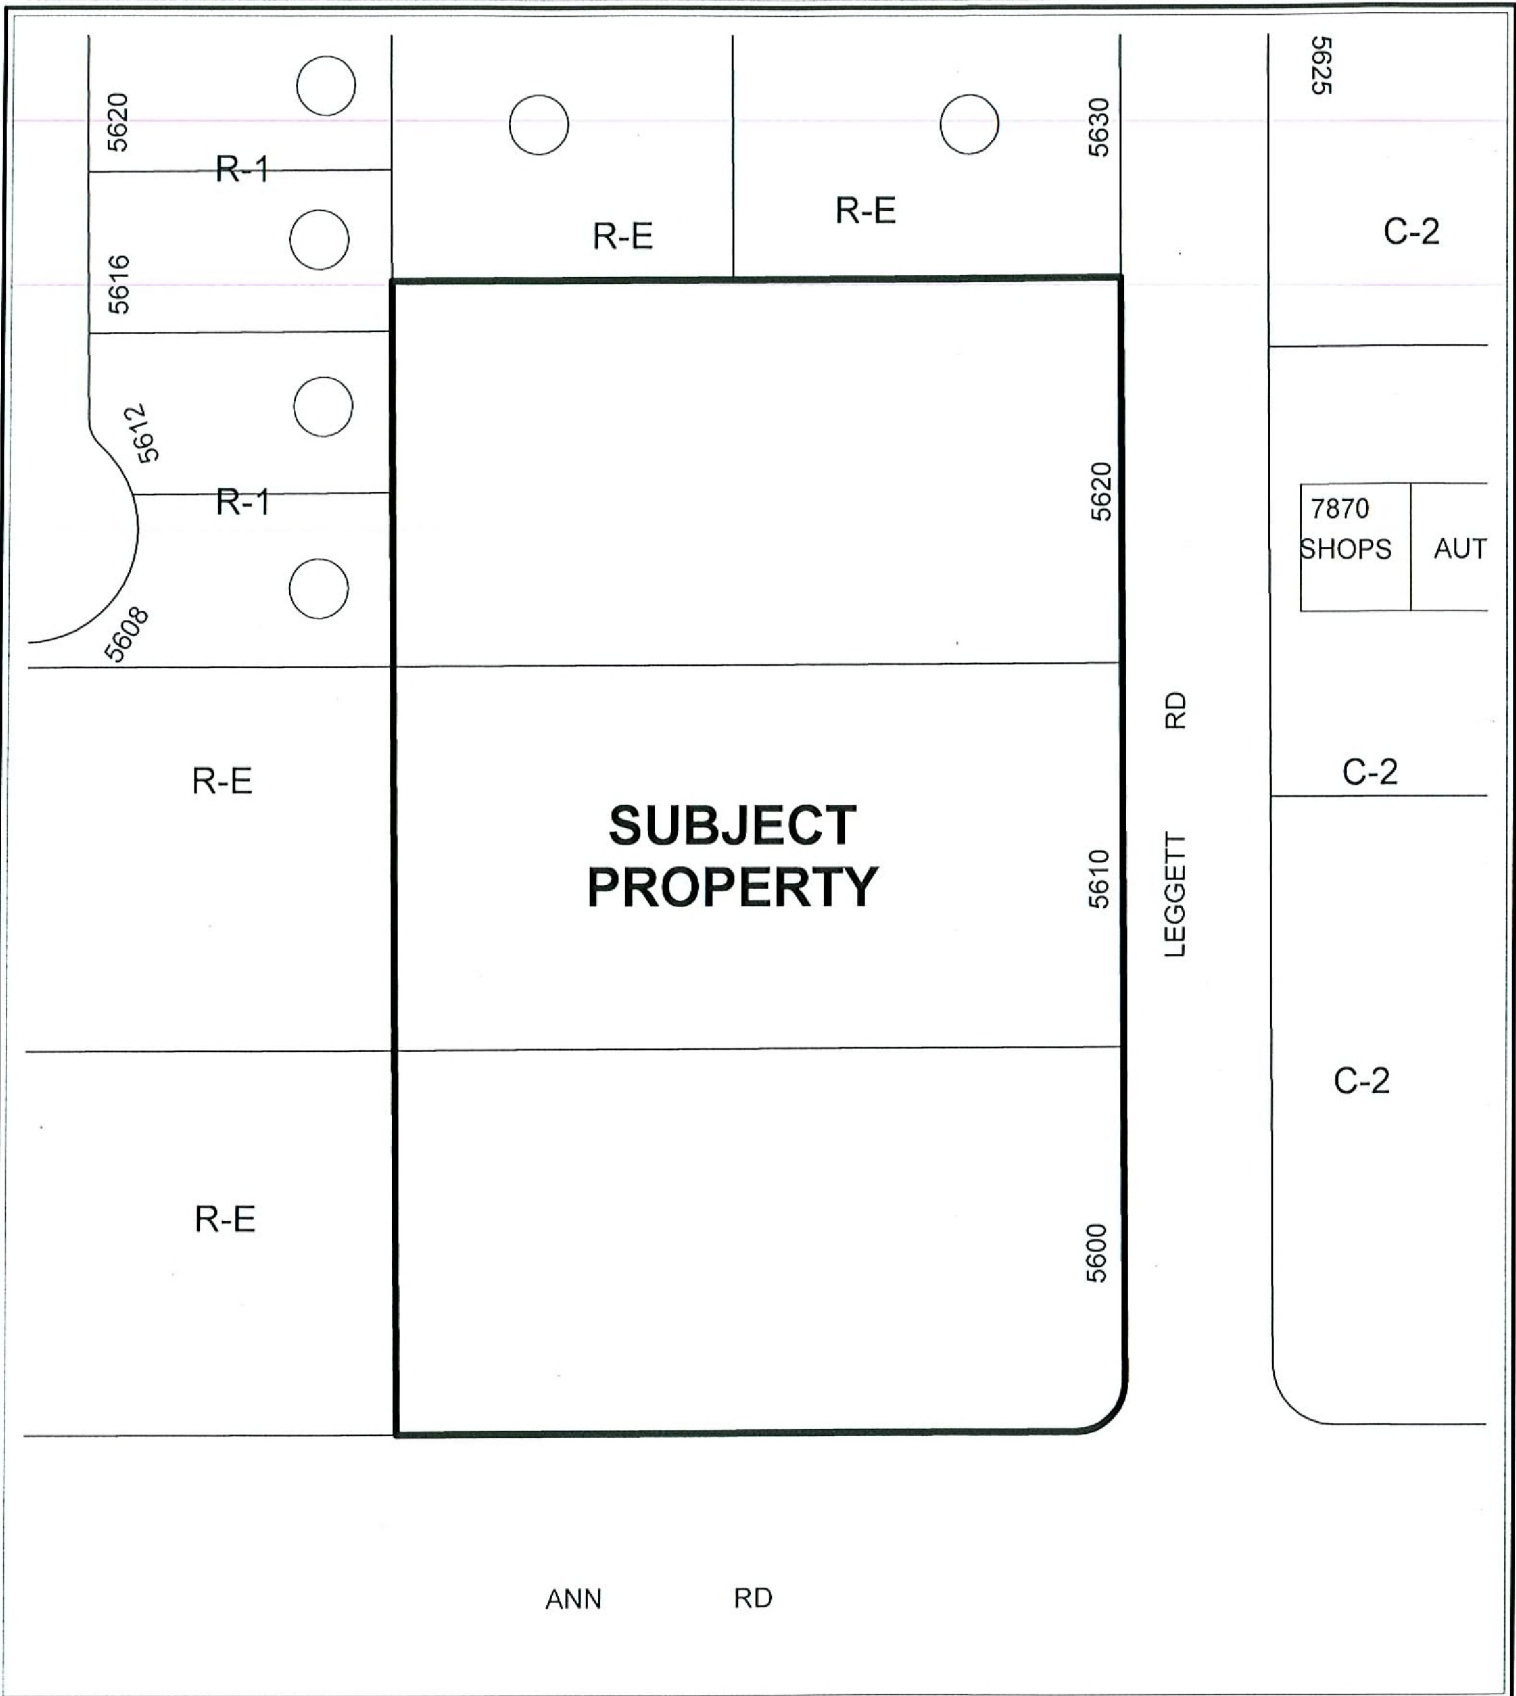 5625
5620
5630
R-1
R-E
R-E
C-2
5616
5612
R-1
5620
7870
SHOPS
AUT
5608
RD
R-E
C-2
SUBJECT
PROPERTY
5610
LEGGETT
C-2
R-E
5600
ANN RD